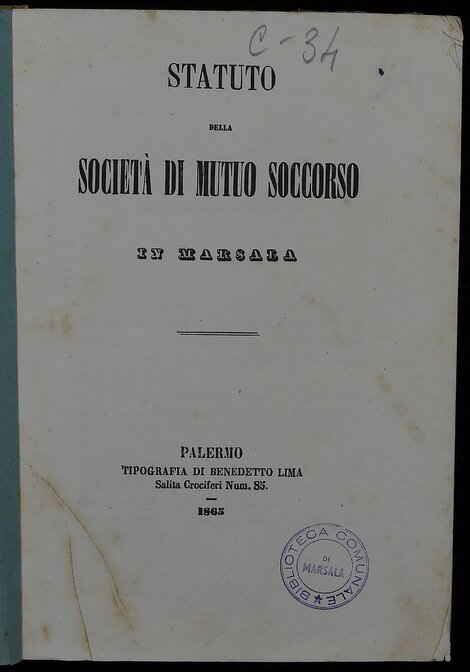 C-34
STATUTO
DELLA
SOCIETÀ DI MUTUO SOCCORSO
IN MARSALA
PALERMO
TIPOGRAFIA DI BENEDETTO LIMA
Salita Crociferi Num. 85.
1865
BIBLIOTECA COMUNALE
DI
MARSALA